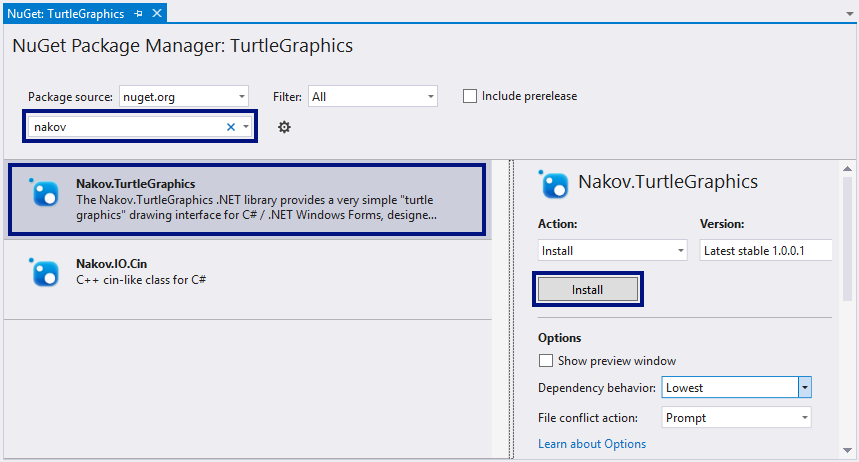 NuGet: TurtleGraphics
NuGet Package Manager: TurtleGraphics
Package source: nuget.org
Filter: All
Include prerelease
nakov
Nakov.TurtleGraphics
The Nakov.TurtleGraphics .NET library provides a very simple "turtle
graphics" drawing interface for C# / .NET Windows Forms, designe...
Nakov.IO.Cin
C++ cin-like class for C#
Nakov.TurtleGraphics
Action:
Version:
Install
Latest stable 1.0.0.1
Install
Options
Show preview window
Dependency behavior: Lowest
File conflict action: Prompt
Learn about Options